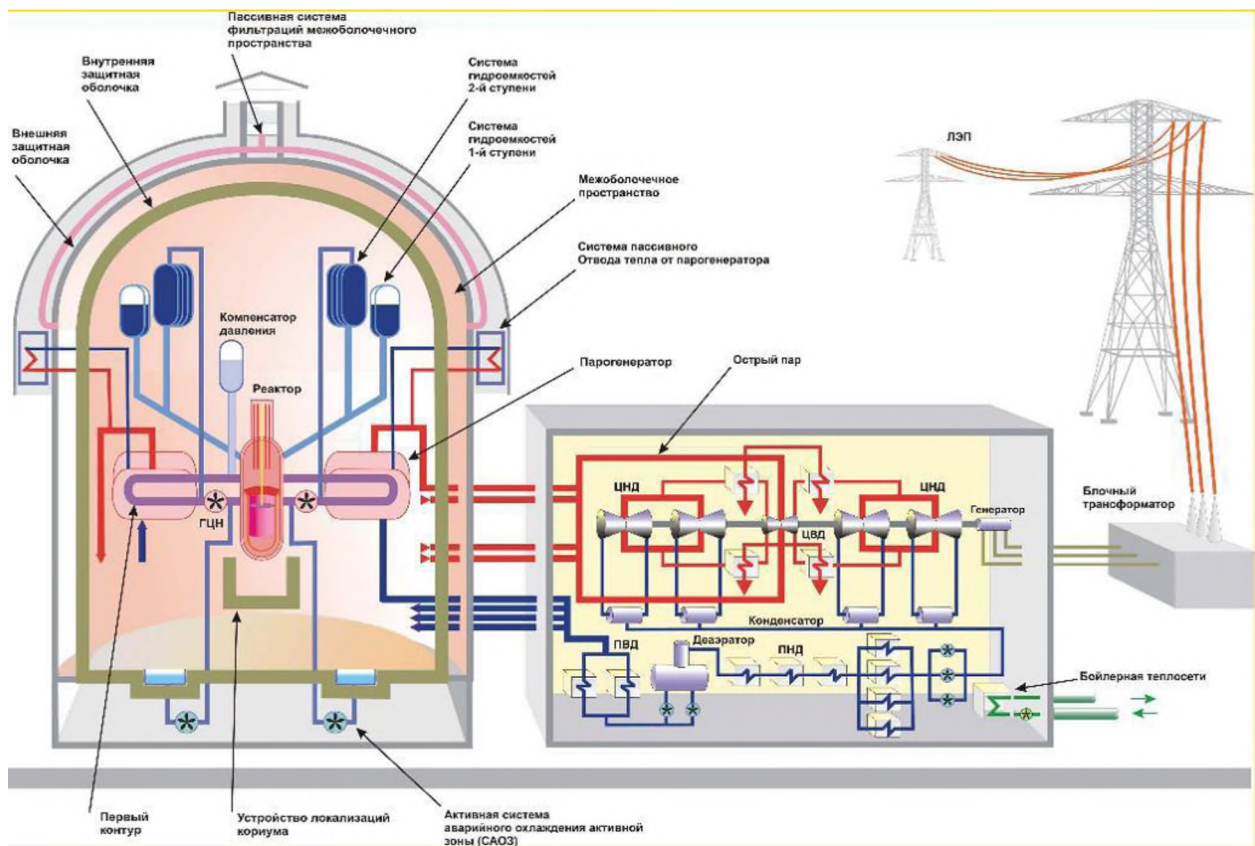 Пассивная система
фильтраций межоболочечного
пространства
Внутренняя
защитная
оболочка
Система
гидроемкостей
2-й ступени
Внешняя
защитная
оболочка
Система
гидроемкостей
1-й ступени
ЛЭП
Межоболочечное
пространство
Система пассивного
Отвода тепла от парогенератора
Компенсатор
давления
Реактор
Парогенератор
Острый пар
ГЦН
ЦНД
ЦВД
ЦНД
Генератор
Блочный
трансформатор
Конденсатор
ПВД
Деаэратор
ПНД
Бойлерная теплосети
Первый
контур
Устройство локализаций
кориума
Активная система
аварийного охлаждения активной
зоны (САОЗ)